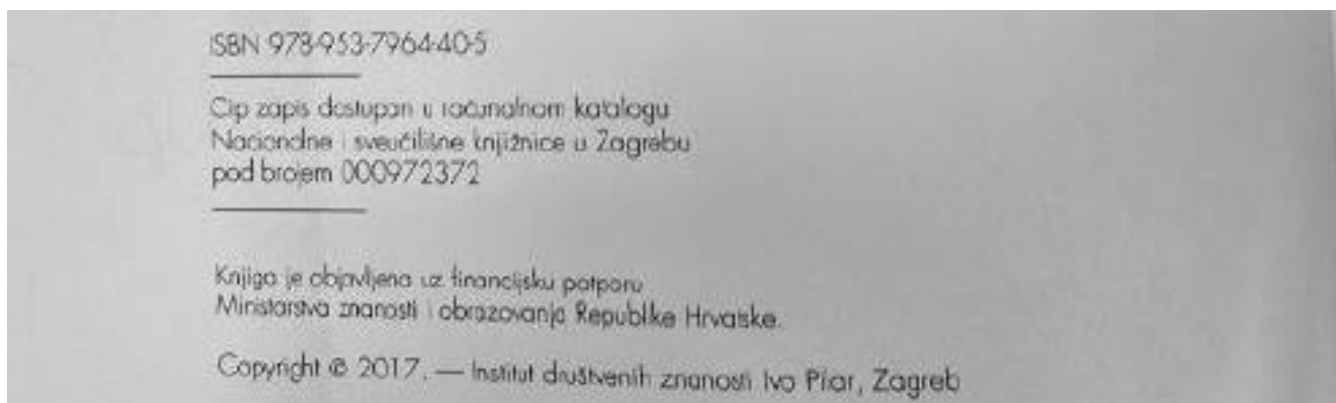 ISBN 978-953-7964-40-5
Cip zapis dostupan u računalnom katalogu
Nacionalne i sveučilišne knjižnice u Zagrebu
pod brojem 000972372
Knjiga je objavljena uz financijsku potporu
Ministarstva znanosti i obrazovanja Republike Hrvatske.
Copyright © 2017. — Institut društvenih znanosti Ivo Pilar, Zagreb